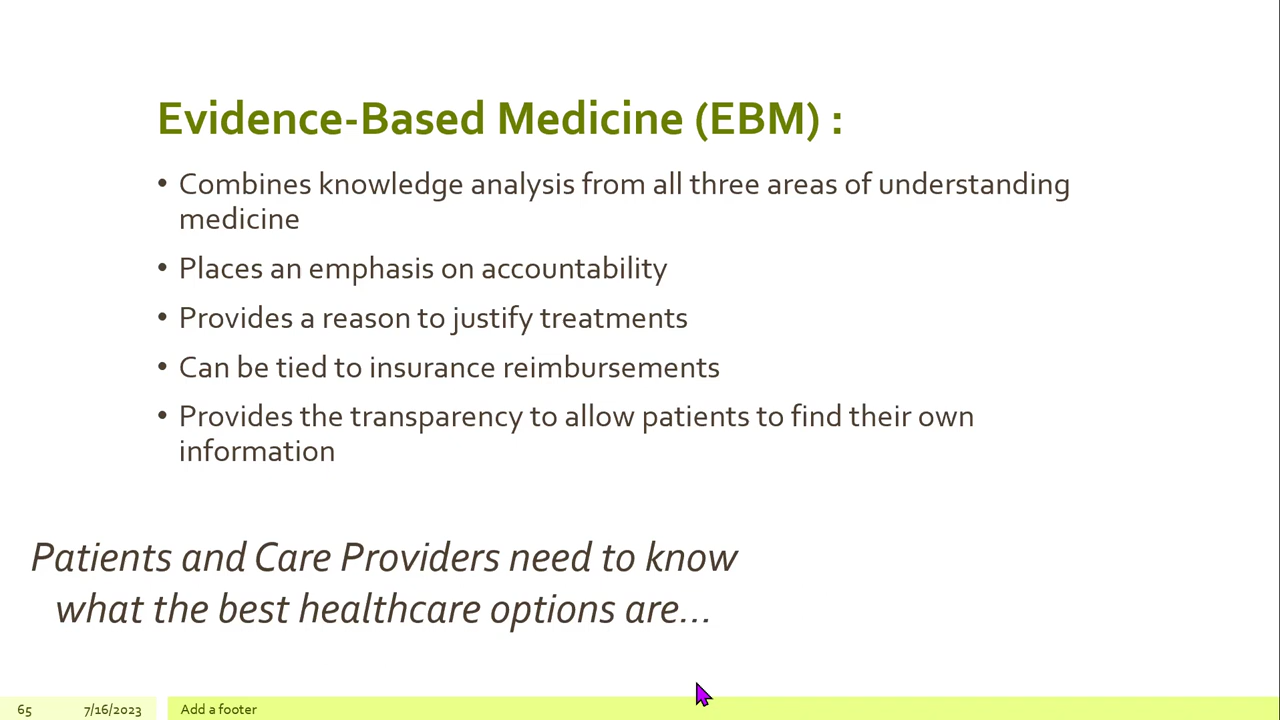 Evidence-Based Medicine (EBM) :
• Combines knowledge analysis from all three areas of understanding
medicine
• Places an emphasis on accountability
• Provides a reason to justify treatments
• Can be tied to insurance reimbursements
• Provides the transparency to allow patients to find their own
information
Patients and Care Providers need to know
what the best healthcare options are...
65 7/16/2023 Add a footer